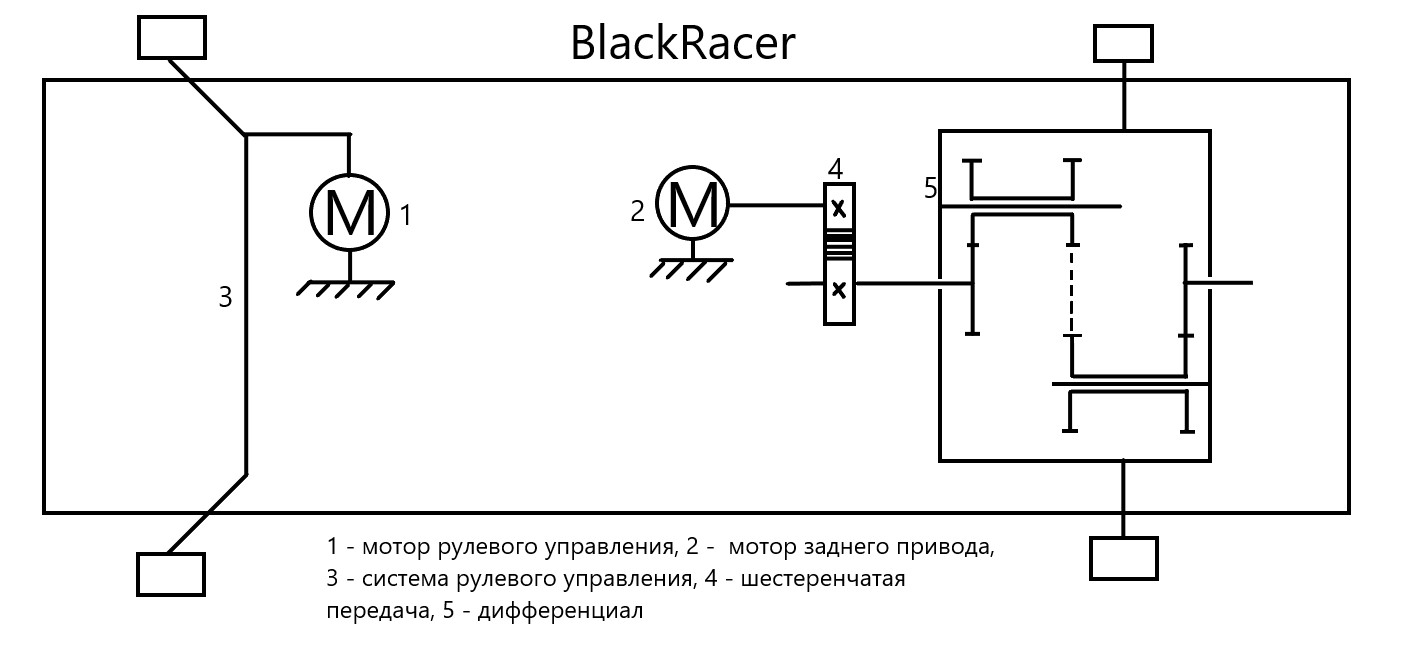 BlackRacer
4
5
M 1
2 M
3
1 - мотор рулевого управления, 2 - мотор заднего привода,
3 - система рулевого управления, 4 - шестеренчатая
передача, 5 - дифференциал